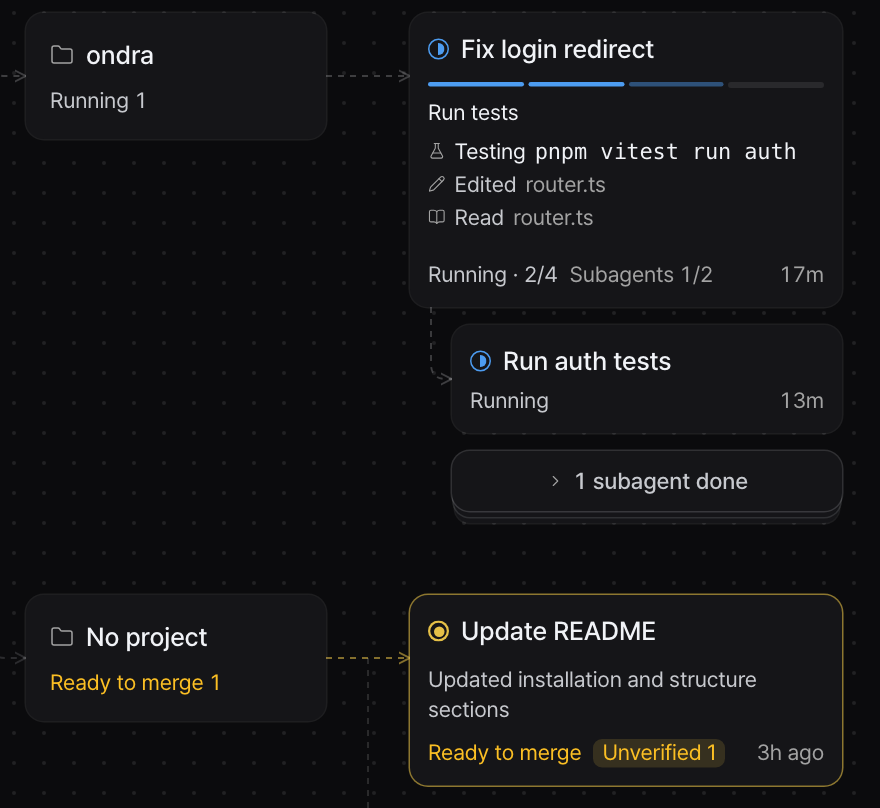 ondra
Running 1
Fix login redirect
Run tests
Testing pnpm vitest run auth
Edited router.ts
Read router.ts
Running · 2/4 Subagents 1/2 17m
Run auth tests
Running 13m
1 subagent done
No project
Ready to merge 1
Update README
Updated installation and structure
sections
Ready to merge Unverified 1 3h ago